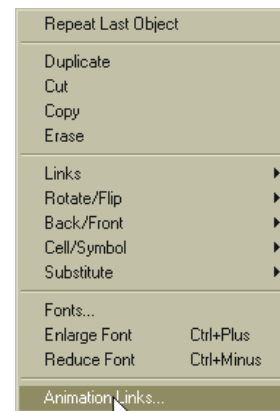 Repeat Last Object
Duplicate
Cut
Copy
Erase
Links
Rotate/Flip
Back/Front
Cell/Symbol
Substitute
Fonts...
Enlarge Font Ctrl+Plus
Reduce Font Ctrl+Minus
Animation Links...